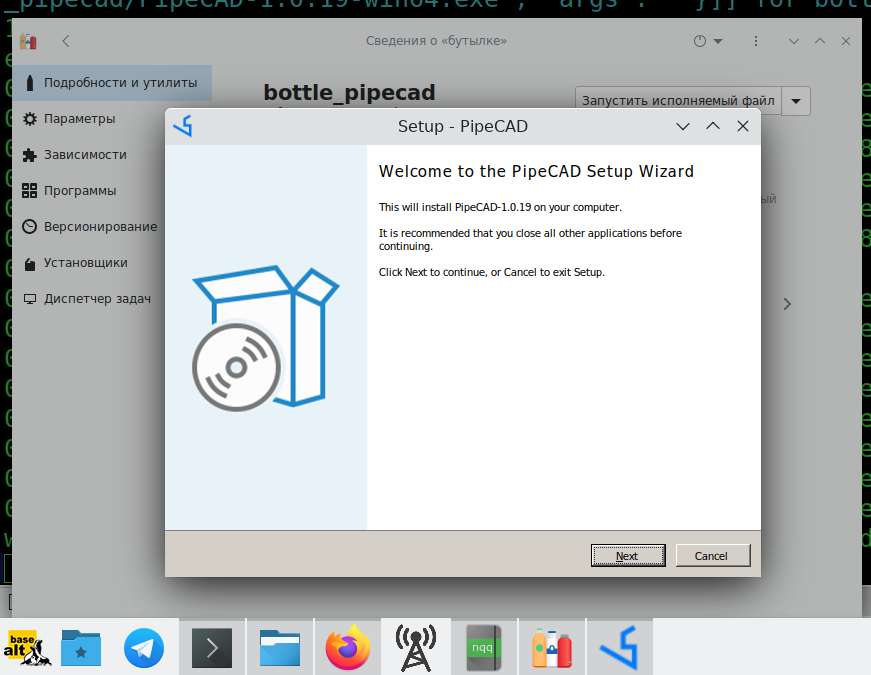 _pipecad/PipeCAD-1.0.19-win64.exe", "args": ""}]] for bott
Сведения о «бутылке»
Подробности и утилиты
Параметры
Зависимости
Программы
Версионирование
Установщики
Диспетчер задач
bottle_pipecad
Запустить исполняемый файл
ый
Setup - PipeCAD
Welcome to the PipeCAD Setup Wizard
This will install PipeCAD-1.0.19 on your computer.
It is recommended that you close all other applications before
continuing.
Click Next to continue, or Cancel to exit Setup.
Next
Cancel
base
alt
nqq